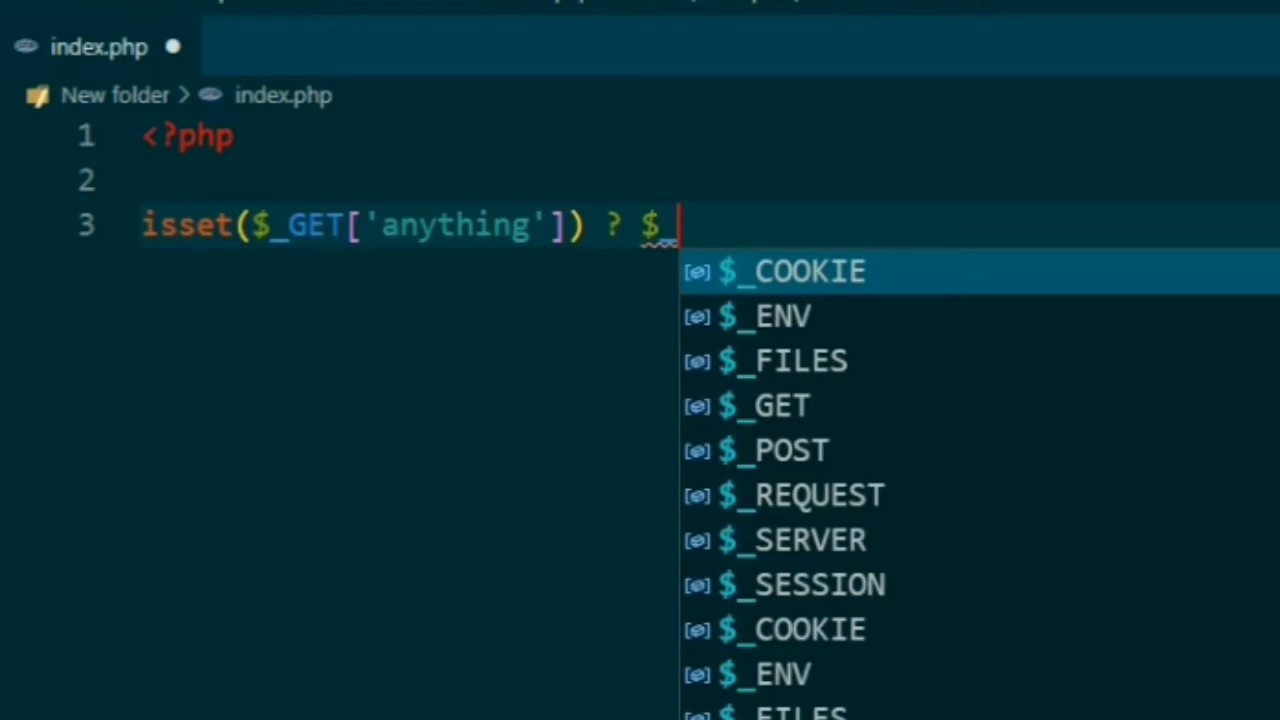 index.php
New folder > index.php
1 <?php
2
3 isset($_GET['anything']) ? $_
$_COOKIE
$_ENV
$_FILES
$_GET
$_POST
$_REQUEST
$_SERVER
$_SESSION
$_COOKIE
$_ENV
$_FILES